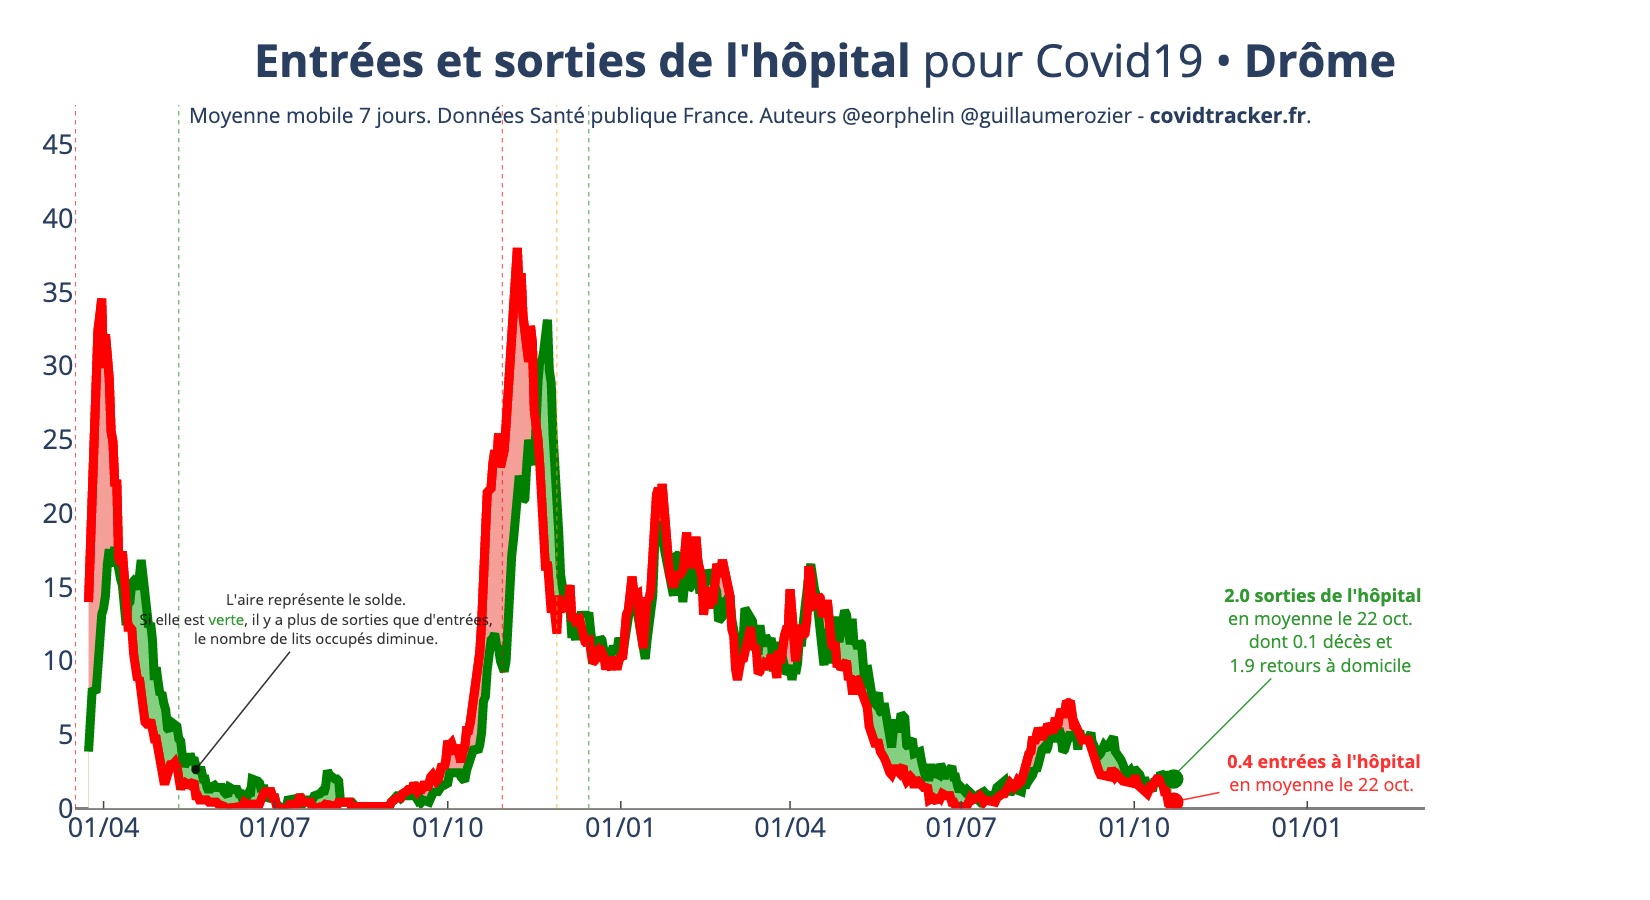 Entrées et sorties de l'hôpital pour Covid19 • Drôme
Moyenne mobile 7 jours. Données Santé publique France. Auteurs @eorphelin @guillaumerozier - covidtracker.fr.
45
40
35
30
25
20
15
10
5
0
L'aire représente le solde.
Si elle est verte, il y a plus de sorties que d'entrées,
le nombre de lits occupés diminue.
2.0 sorties de l'hôpital
en moyenne le 22 oct.
dont 0.1 décès et
1.9 retours à domicile
0.4 entrées à l'hôpital
en moyenne le 22 oct.
01/04 01/07 01/10 01/01 01/04 01/07 01/10 01/01